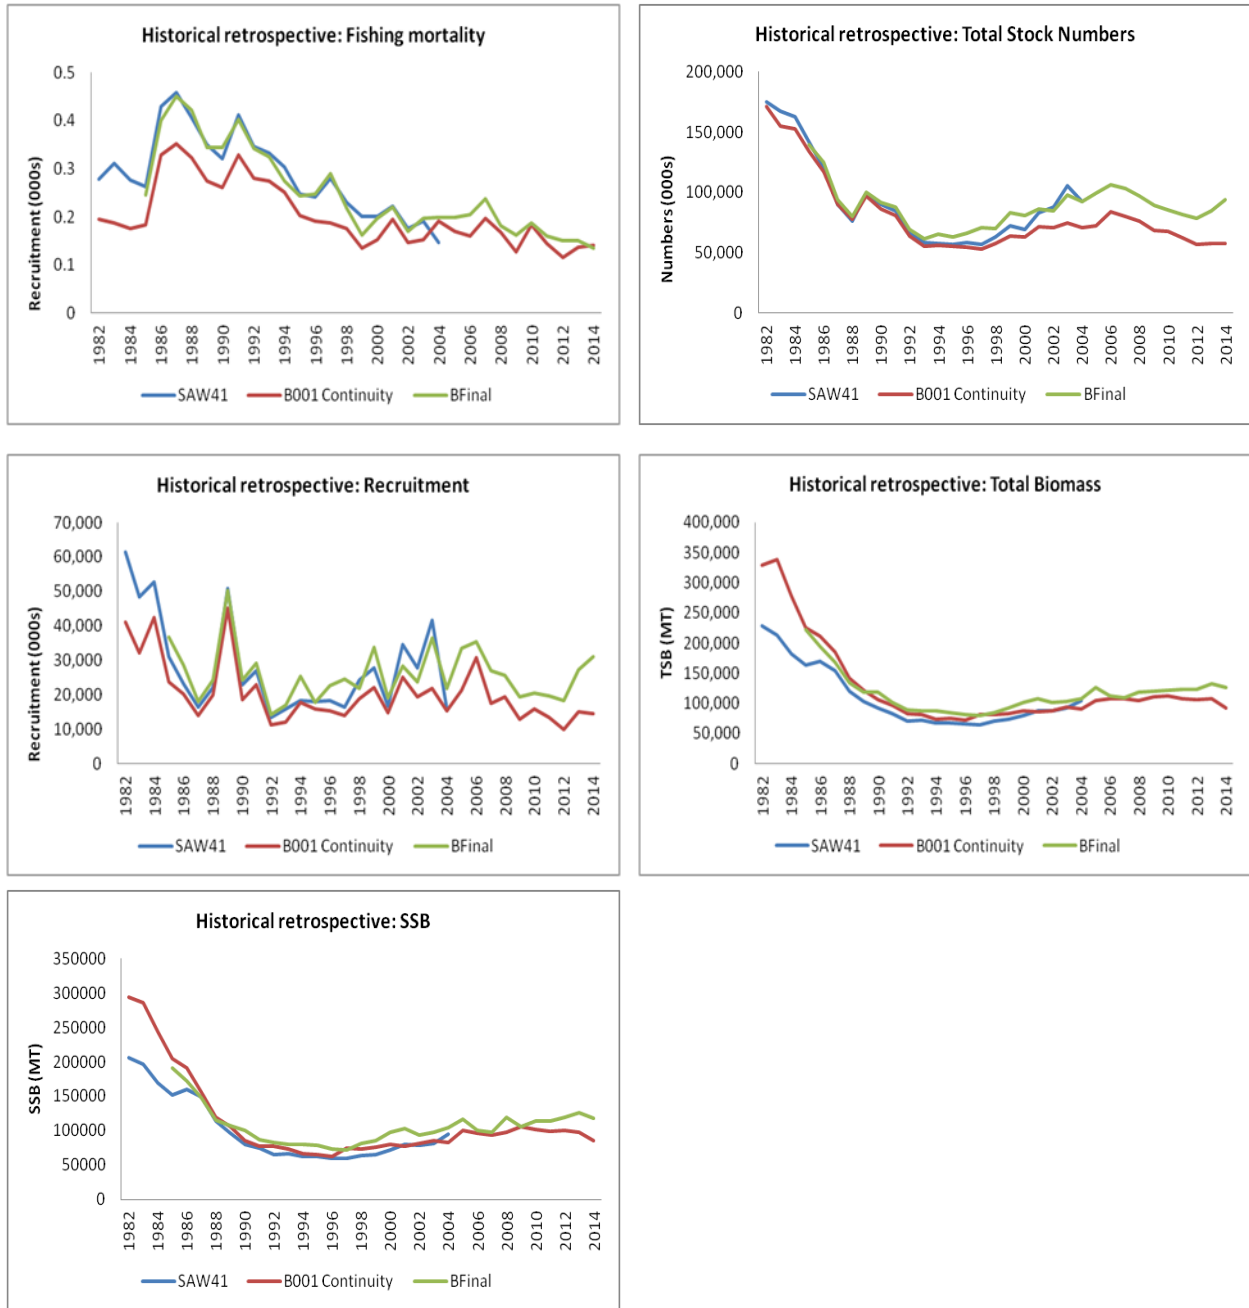 Historical retrospective: Fishing mortality
Recruitment (000s)
0.5
0.4
0.3
0.2
0.1
0
1982 1984 1986 1988 1990 1992 1994 1996 1998 2000 2002 2004 2006 2008 2010 2012 2014
SAW41 B001 Continuity BFinal
Historical retrospective: Total Stock Numbers
Numbers (000s)
200,000
150,000
100,000
50,000
0
1982 1984 1986 1988 1990 1992 1994 1996 1998 2000 2002 2004 2006 2008 2010 2012 2014
SAW41 B001 Continuity BFinal
Historical retrospective: Recruitment
Recruitment (000s)
70,000
60,000
50,000
40,000
30,000
20,000
10,000
0
1982 1984 1986 1988 1990 1992 1994 1996 1998 2000 2002 2004 2006 2008 2010 2012 2014
SAW41 B001 Continuity BFinal
Historical retrospective: Total Biomass
TSB (MT)
400,000
350,000
300,000
250,000
200,000
150,000
100,000
50,000
0
1982 1984 1986 1988 1990 1992 1994 1996 1998 2000 2002 2004 2006 2008 2010 2012 2014
SAW41 B001 Continuity BFinal
Historical retrospective: SSB
SSB (MT)
350000
300000
250000
200000
150000
100000
50000
0
1982 1984 1986 1988 1990 1992 1994 1996 1998 2000 2002 2004 2006 2008 2010 2012 2014
SAW41 B001 Continuity BFinal